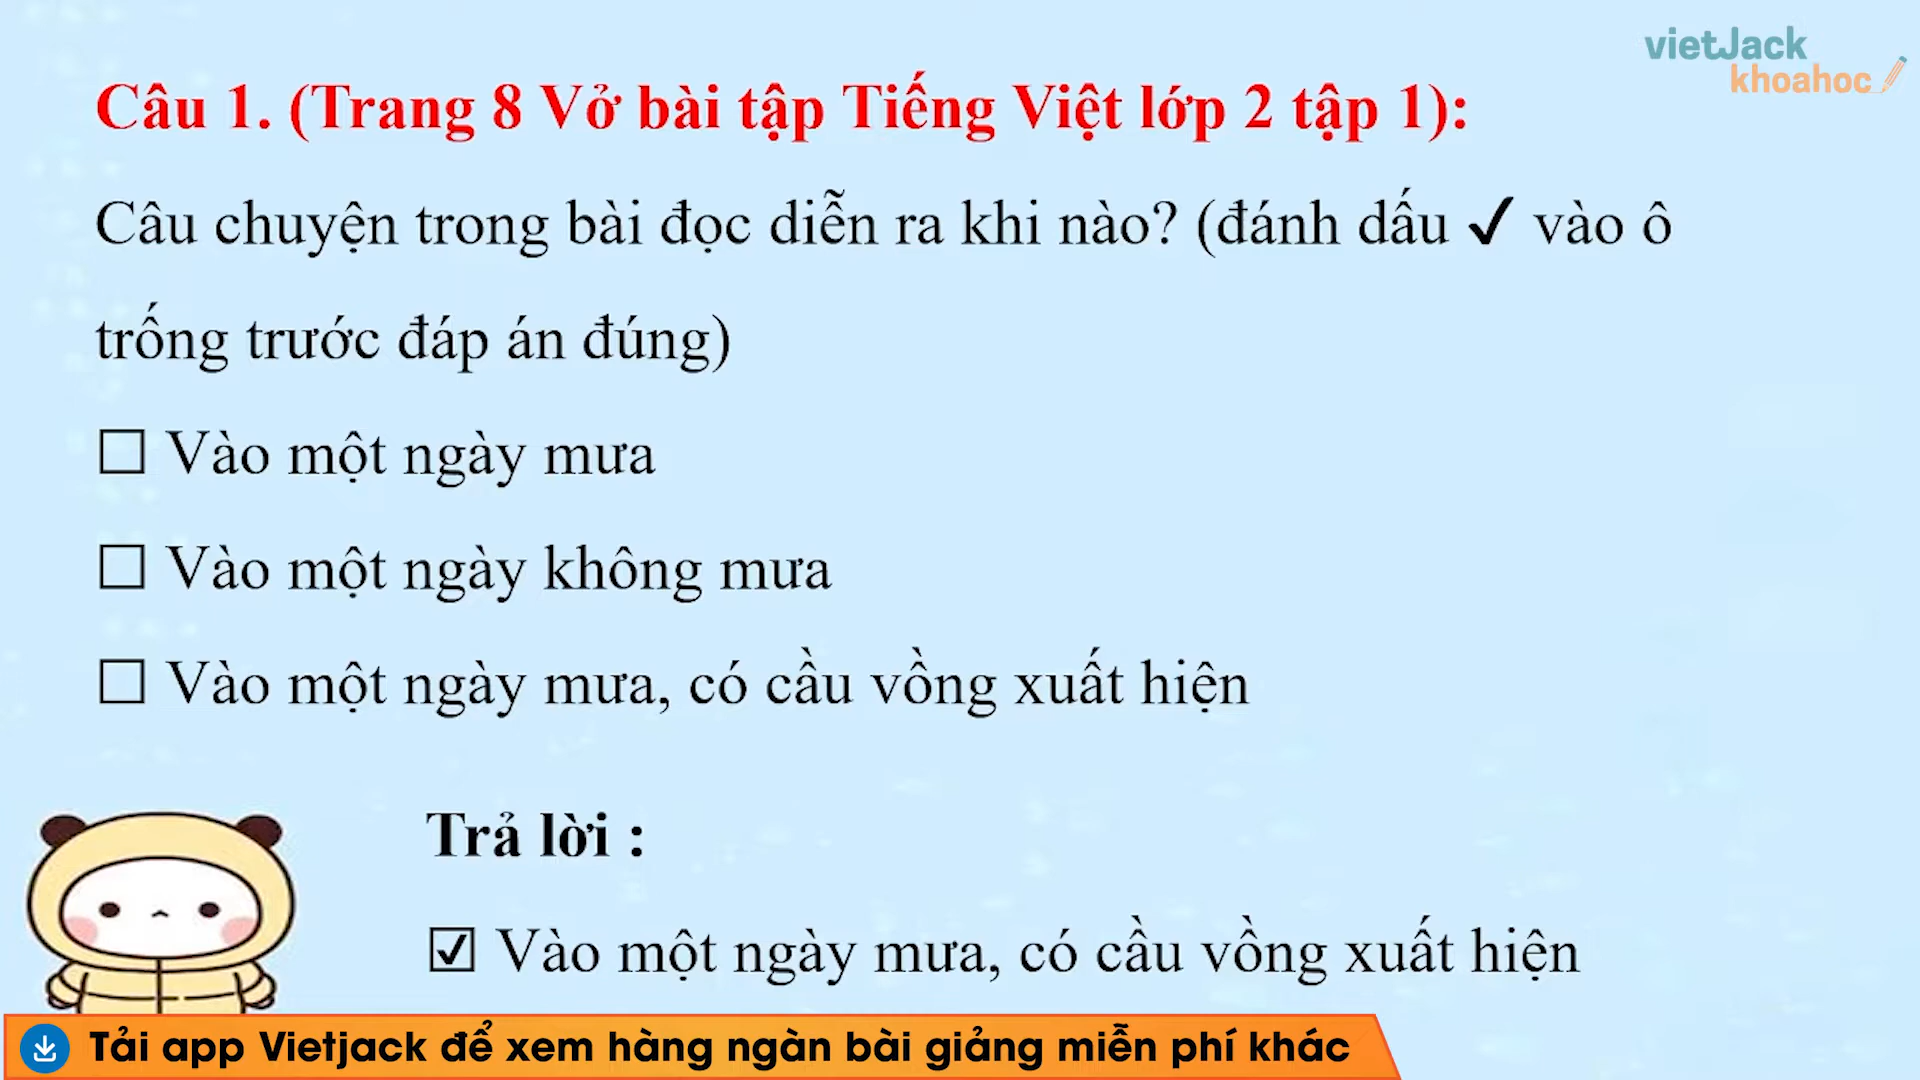 vietJack
khoahoc
Câu 1. (Trang 8 Vở bài tập Tiếng Việt lớp 2 tập 1):
Câu chuyện trong bài đọc diễn ra khi nào? (đánh dấu ✓ vào ô
trống trước đáp án đúng)
☐ Vào một ngày mưa
☐ Vào một ngày không mưa
☐ Vào một ngày mưa, có cầu vồng xuất hiện
Trả lời :
☑ Vào một ngày mưa, có cầu vồng xuất hiện
Tải app Vietjack để xem hàng ngàn bài giảng miễn phí khác